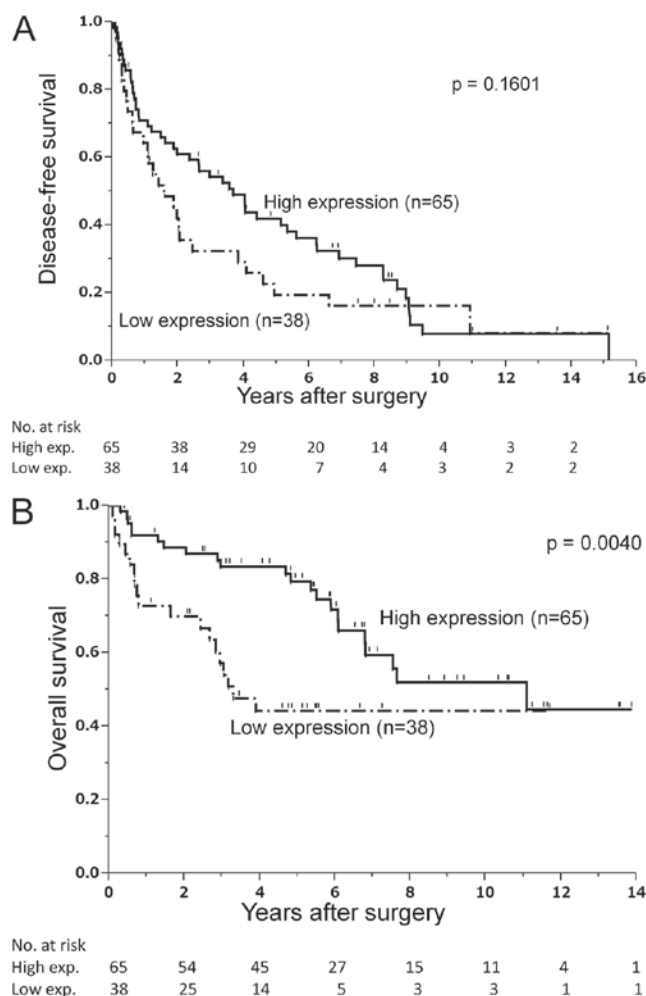 A
Disease-free survival
1.0
0.8
0.6
0.4
0.2
0.0
p = 0.1601
High expression (n=65)
Low expression (n=38)
0 2 4 6 8 10 12 14 16
Years after surgery
No. at risk
High exp. 65 38 29 20 14 4 3 2
Low exp. 38 14 10 7 4 3 2 2
B
Overall survival
1.0
0.8
0.6
0.4
0.2
0.0
p = 0.0040
High expression (n=65)
Low expression (n=38)
0 2 4 6 8 10 12 14
Years after surgery
No. at risk
High exp. 65 54 45 27 15 11 4 1
Low exp. 38 25 14 5 3 3 1 1